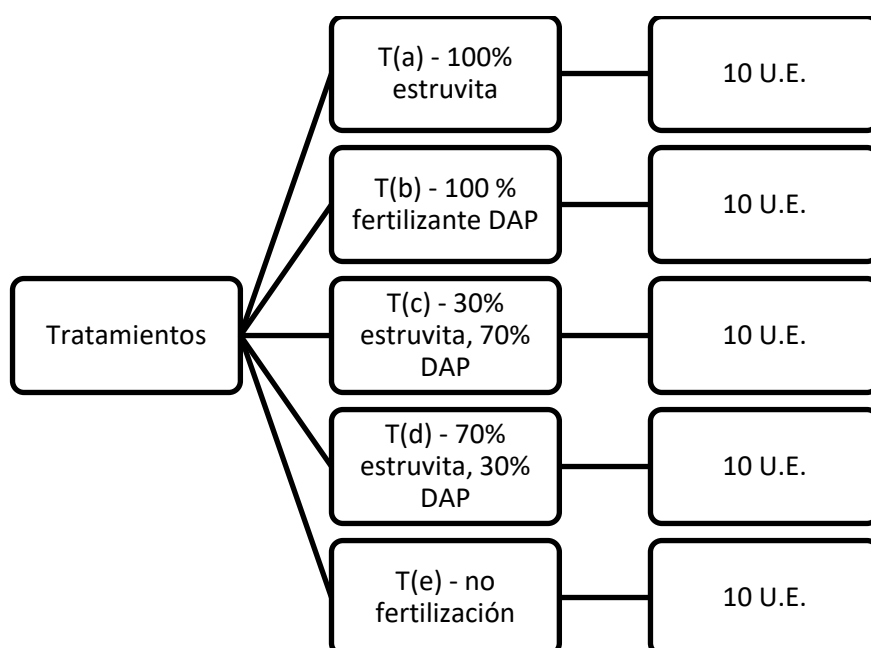 T(a) - 100%
estruvita
10 U.E.
T(b) - 100 %
fertilizante DAP
10 U.E.
Tratamientos
T(c) - 30%
estruvita, 70%
DAP
10 U.E.
T(d) - 70%
estruvita, 30%
DAP
10 U.E.
T(e) - no
fertilización
10 U.E.